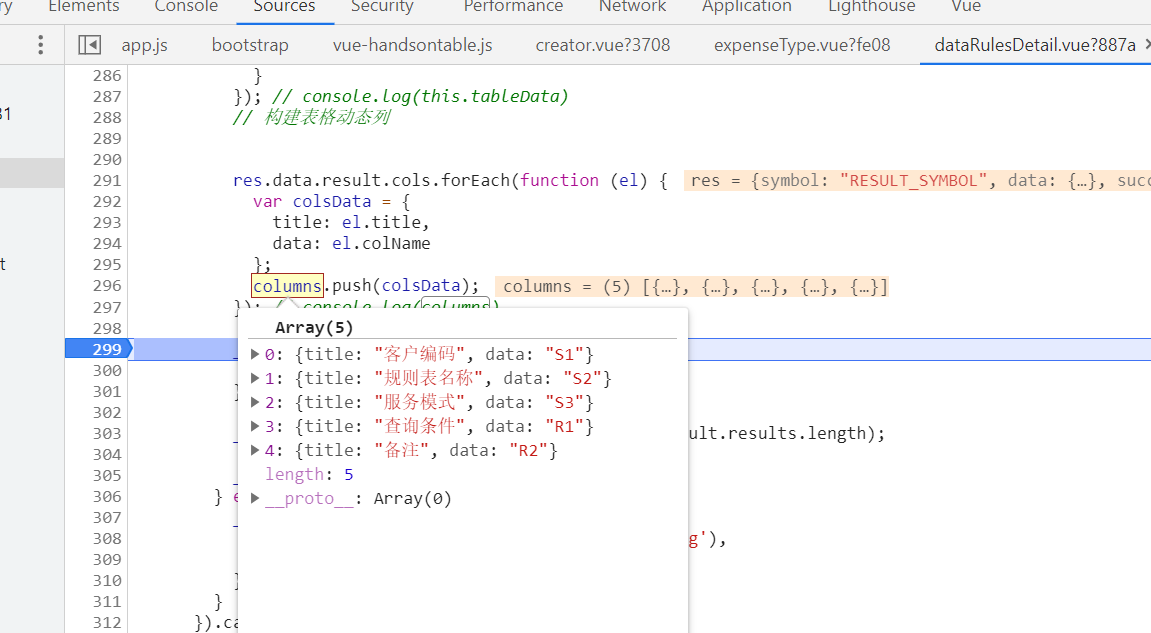 Elements Console Sources Security Performance Network Application Lighthouse Vue
app.js bootstrap vue-handsontable.js creator.vue?3708 expenseType.vue?fe08 dataRulesDetail.vue?887a ×
286 }
287 }); // console.log(this.tableData)
288 // 构建表格动态列
289
290
291 res.data.result.cols.forEach(function (el) { res = {symbol: "RESULT_SYMBOL", data: {…}, succ
292 var colsData = {
293 title: el.title,
294 data: el.colName
295 };
296 columns.push(colsData); columns = (5) [{…}, {…}, {…}, {…}, {…}]
297 }); // console.log(columns)
298 Array(5)
299 ▶0: {title: "客户编码", data: "S1"}
300 ▶1: {title: "规则表名称", data: "S2"}
301 ▶2: {title: "服务模式", data: "S3"}
302
303 ▶3: {title: "查询条件", data: "R1"} ult.results.length);
304 ▶4: {title: "备注", data: "R2"}
305 length: 5
306 } e ▶__proto__: Array(0)
307
308 g'),
309
310 }
311 }
312 }).ca